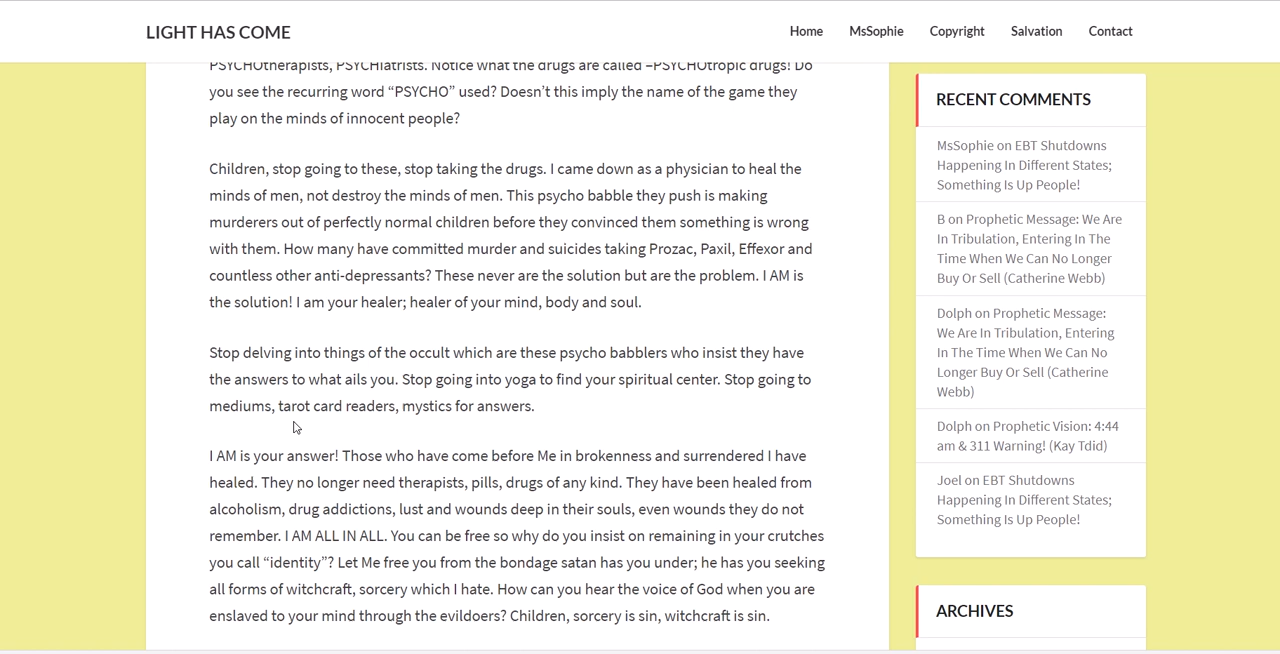 LIGHT HAS COME
Home MsSophie Copyright Salvation Contact
PSYCHOtherapists, PSYCHIatrists. Notice what the drugs are called –PSYCHOtropic drugs! Do
you see the recurring word “PSYCHO” used? Doesn’t this imply the name of the game they
play on the minds of innocent people?
Children, stop going to these, stop taking the drugs. I came down as a physician to heal the
minds of men, not destroy the minds of men. This psycho babble they push is making
murderers out of perfectly normal children before they convinced them something is wrong
with them. How many have committed murder and suicides taking Prozac, Paxil, Effexor and
countless other anti-depressants? These never are the solution but are the problem. I AM is
the solution! I am your healer; healer of your mind, body and soul.
Stop delving into things of the occult which are these psycho babblers who insist they have
the answers to what ails you. Stop going into yoga to find your spiritual center. Stop going to
mediums, tarot card readers, mystics for answers.
I AM is your answer! Those who have come before Me in brokenness and surrendered I have
healed. They no longer need therapists, pills, drugs of any kind. They have been healed from
alcoholism, drug addictions, lust and wounds deep in their souls, even wounds they do not
remember. I AM ALL IN ALL. You can be free so why do you insist on remaining in your crutches
you call “identity”? Let Me free you from the bondage satan has you under; he has you seeking
all forms of witchcraft, sorcery which I hate. How can you hear the voice of God when you are
enslaved to your mind through the evildoers? Children, sorcery is sin, witchcraft is sin.
RECENT COMMENTS
MsSophie on EBT Shutdowns
Happening In Different States;
Something Is Up People!
B on Prophetic Message: We Are
In Tribulation, Entering In The
Time When We Can No Longer
Buy Or Sell (Catherine Webb)
Dolph on Prophetic Message:
We Are In Tribulation, Entering
In The Time When We Can No
Longer Buy Or Sell (Catherine
Webb)
Dolph on Prophetic Vision: 4:44
am & 311 Warning! (Kay Tdid)
Joel on EBT Shutdowns
Happening In Different States;
Something Is Up People!
ARCHIVES